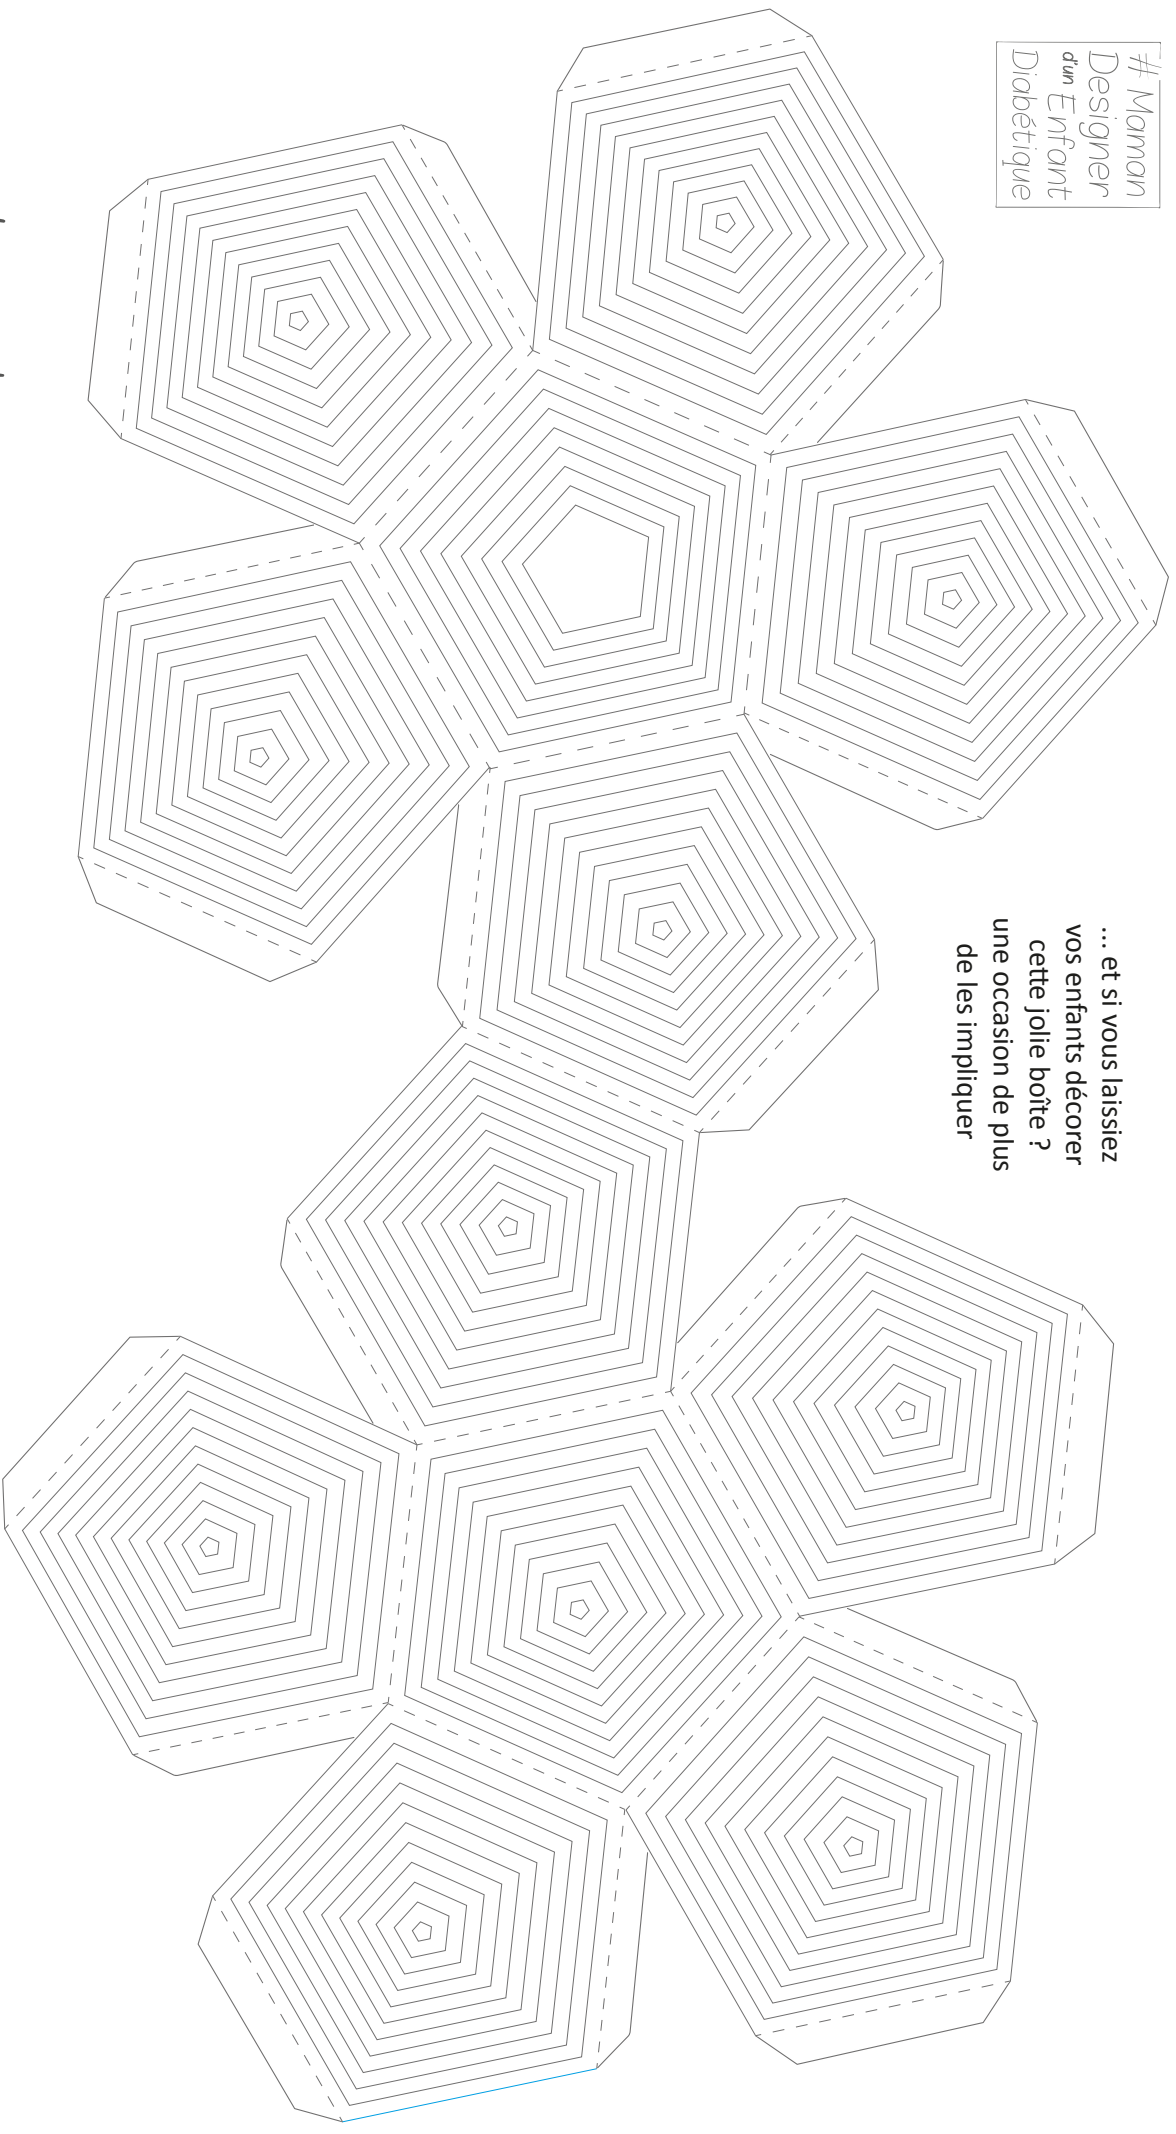 # Maman
Designer
d'un Enfant
Diabétique
... et si vous laissiez
vos enfants décorer
cette jolie boîte ?
une occasion de plus
de les impliquer